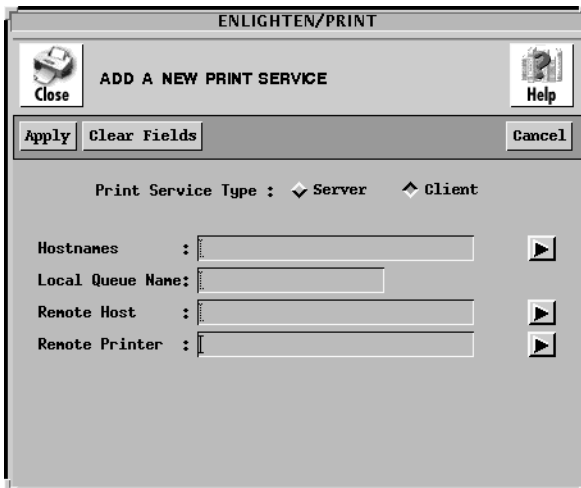 ENLIGHTEN/PRINT
Close
ADD A NEW PRINT SERVICE
Help
Apply Clear Fields Cancel
Print Service Type : Server Client
Hostnames :
Local Queue Name:
Remote Host :
Remote Printer :